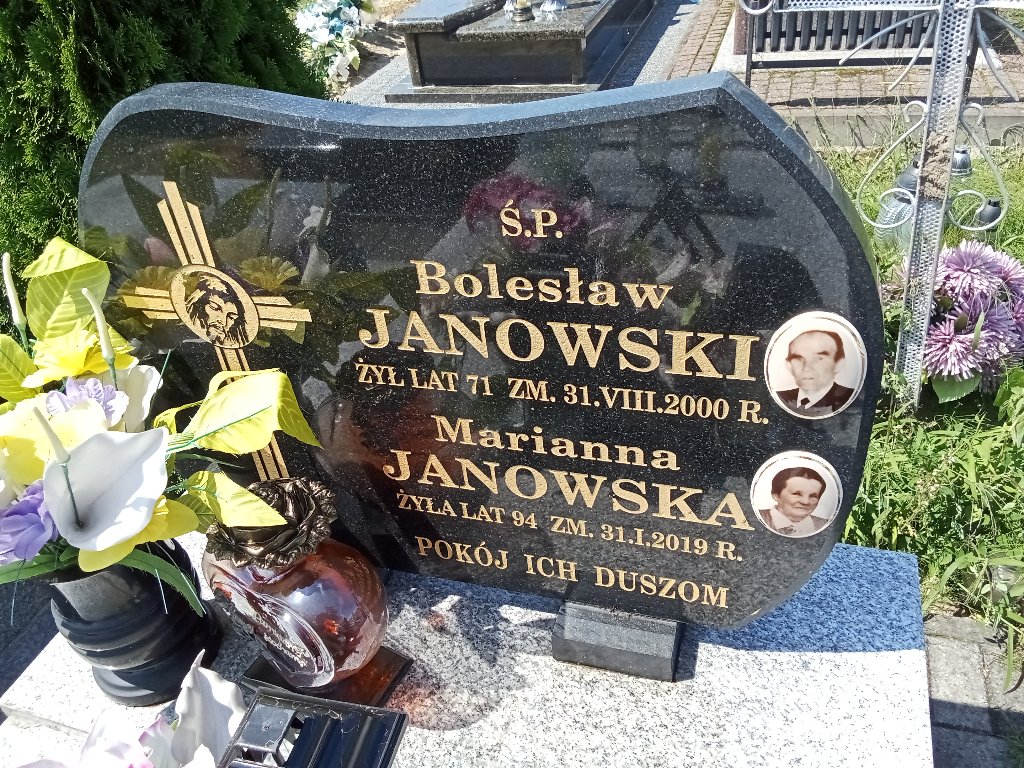 Ś.P.
Bolesław
JANOWSKI
ŻYŁ LAT 71 ZM. 31.VIII.2000 R.
Marianna
JANOWSKA
ŻYŁA LAT 94 ZM. 31.I.2019 R.
POKÓJ ICH DUSZOM